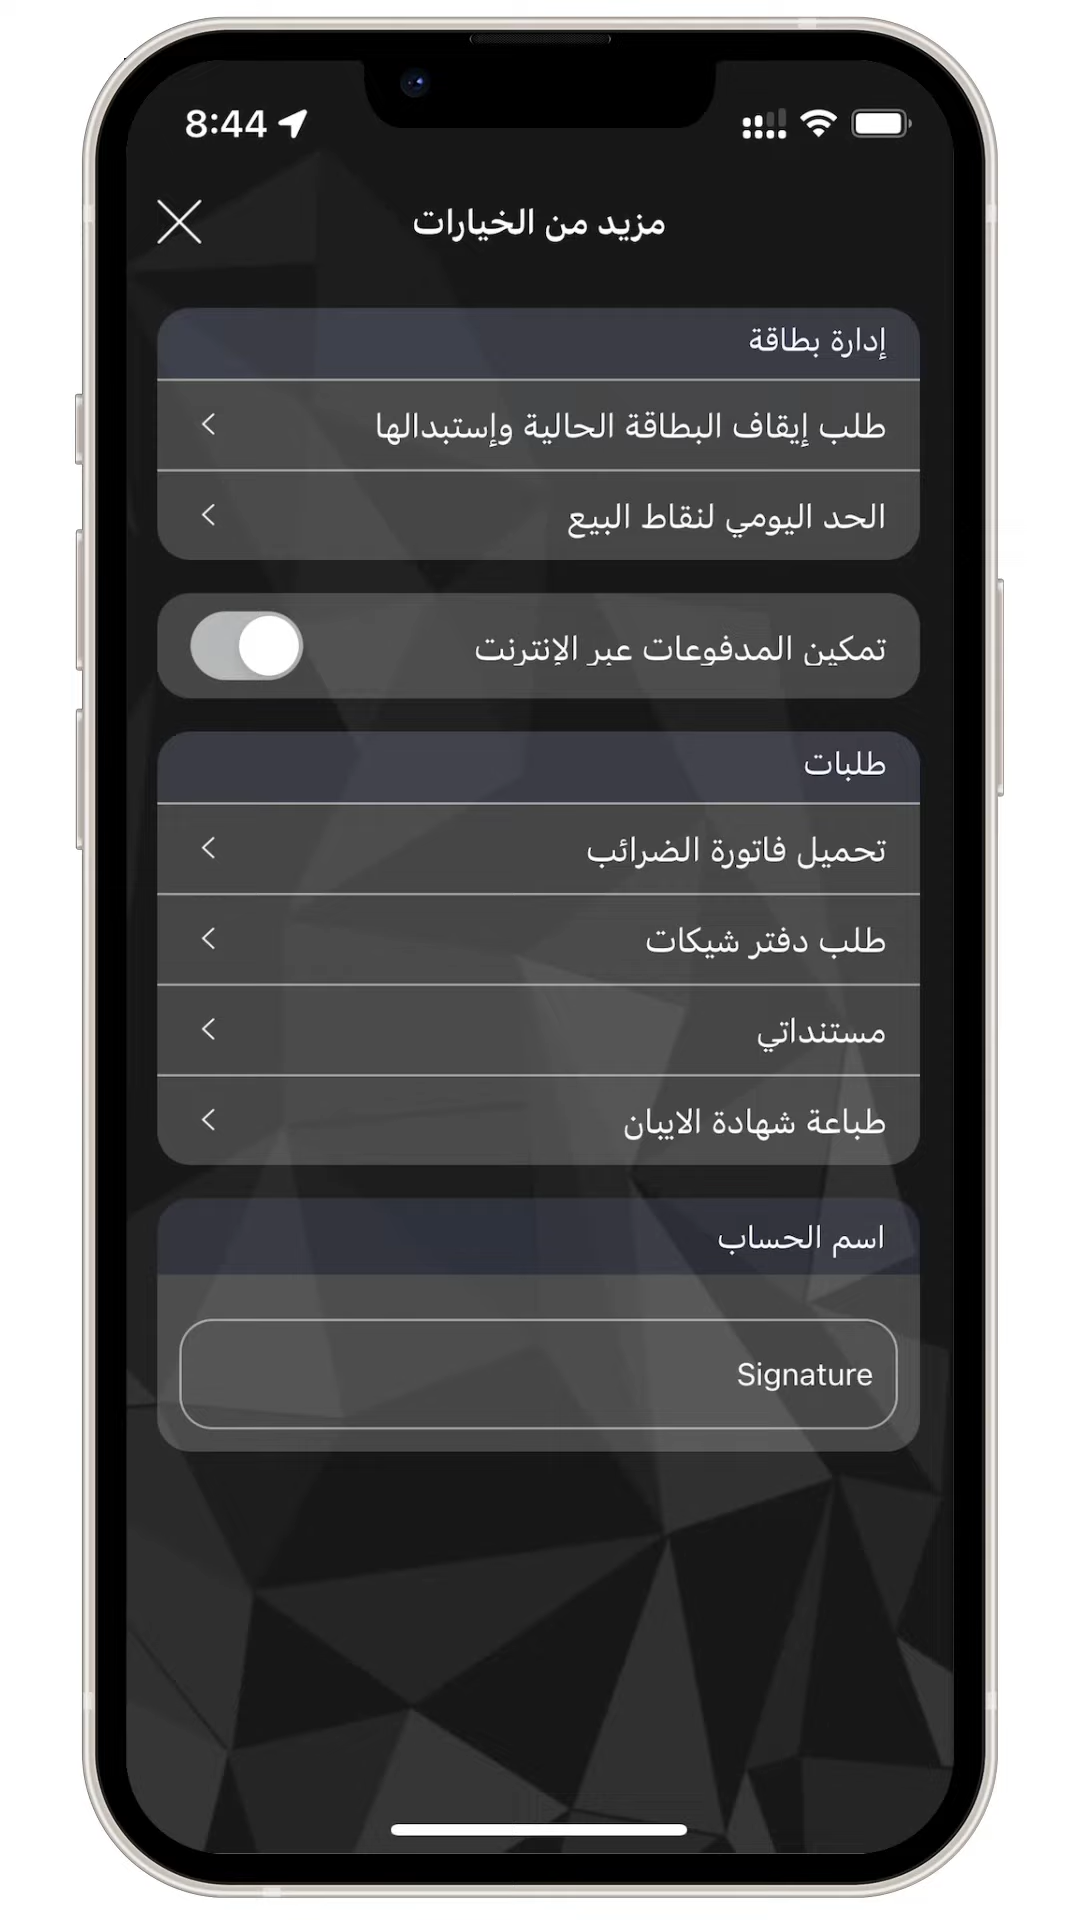 8:44
مزيد من الخيارات
إدارة بطاقة
طلب إيقاف البطاقة الحالية وإستبدالها
الحد اليومي لنقاط البيع
تمكين المدفوعات عبر الإنترنت
طلبات
تحميل فاتورة الضرائب
طلب دفتر شيكات
مستنداتي
طباعة شهادة الايبان
اسم الحساب
Signature